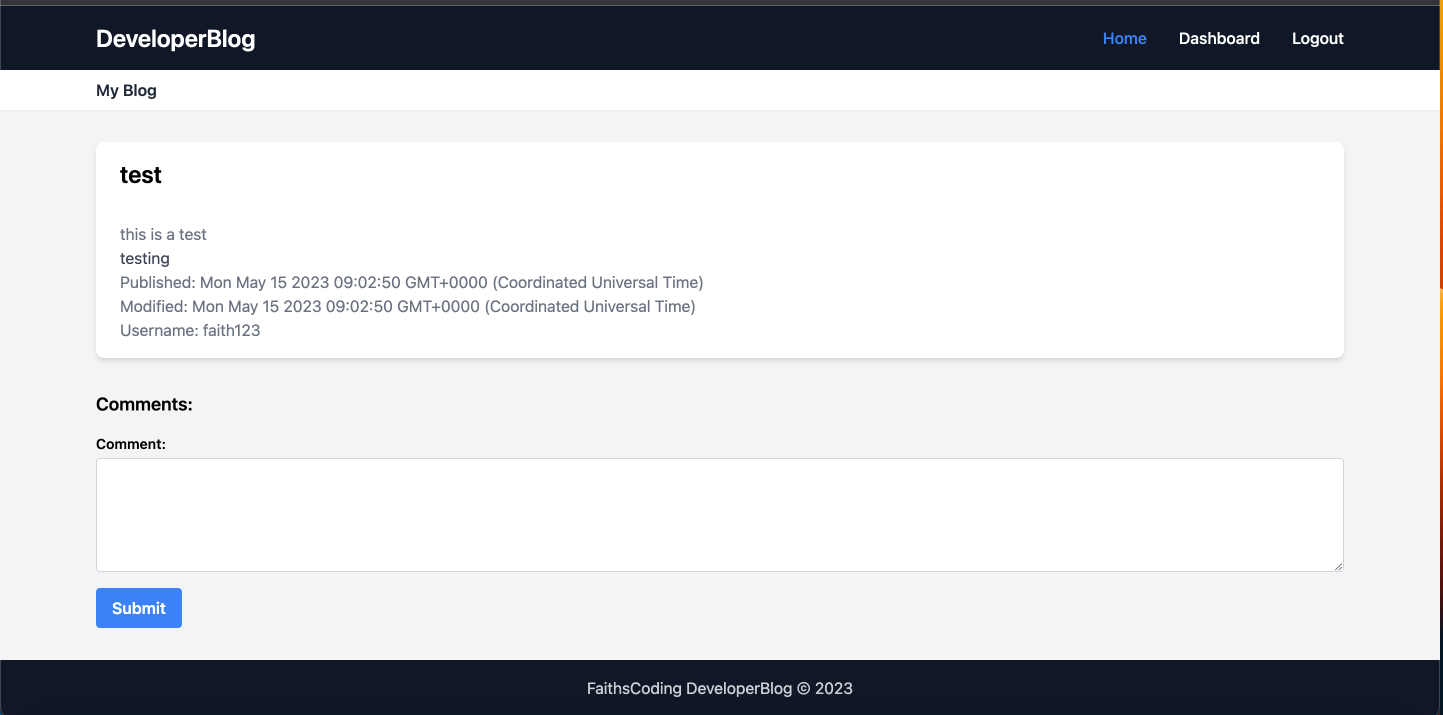 DeveloperBlog Home Dashboard Logout
My Blog
test
this is a test
testing
Published: Mon May 15 2023 09:02:50 GMT+0000 (Coordinated Universal Time)
Modified: Mon May 15 2023 09:02:50 GMT+0000 (Coordinated Universal Time)
Username: faith123
Comments:
Comment:
Submit
FaithsCoding DeveloperBlog © 2023